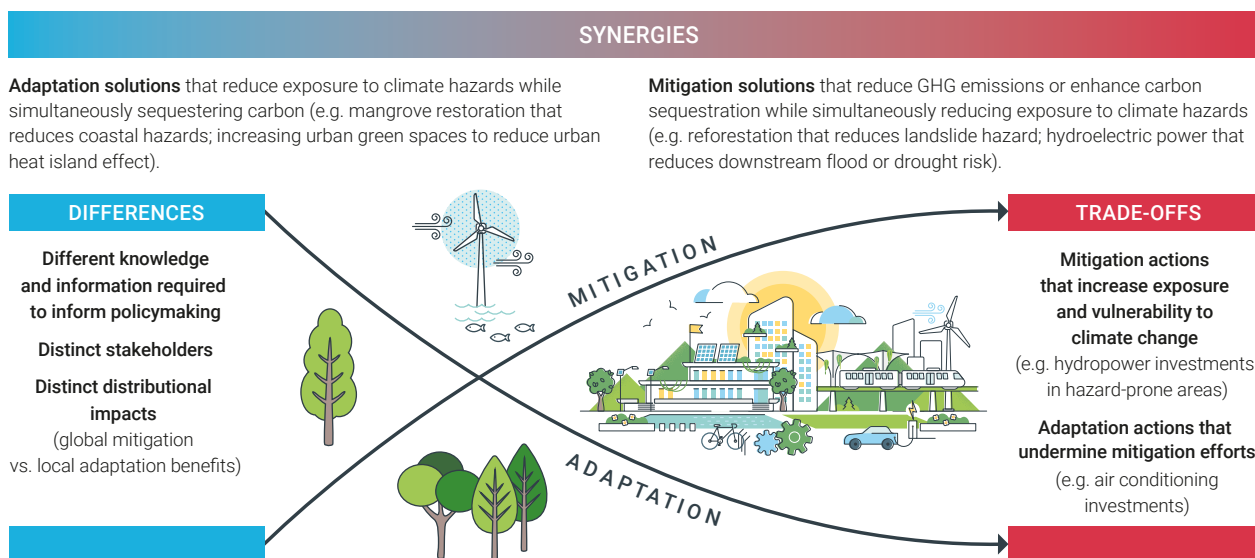 SYNERGIES
Adaptation solutions that reduce exposure to climate hazards while
simultaneously sequestering carbon (e.g. mangrove restoration that
reduces coastal hazards; increasing urban green spaces to reduce urban
heat island effect).
Mitigation solutions that reduce GHG emissions or enhance carbon
sequestration while simultaneously reducing exposure to climate hazards
(e.g. reforestation that reduces landslide hazard; hydroelectric power that
reduces downstream flood or drought risk).
DIFFERENCES
Different knowledge
and information required
to inform policymaking
Distinct stakeholders
Distinct distributional
impacts
(global mitigation
vs. local adaptation benefits)
MITIGATION
ADAPTATION
TRADE-OFFS
Mitigation actions
that increase exposure
and vulnerability to
climate change
(e.g. hydropower investments
in hazard-prone areas)
Adaptation actions that
undermine mitigation efforts
(e.g. air conditioning
investments)